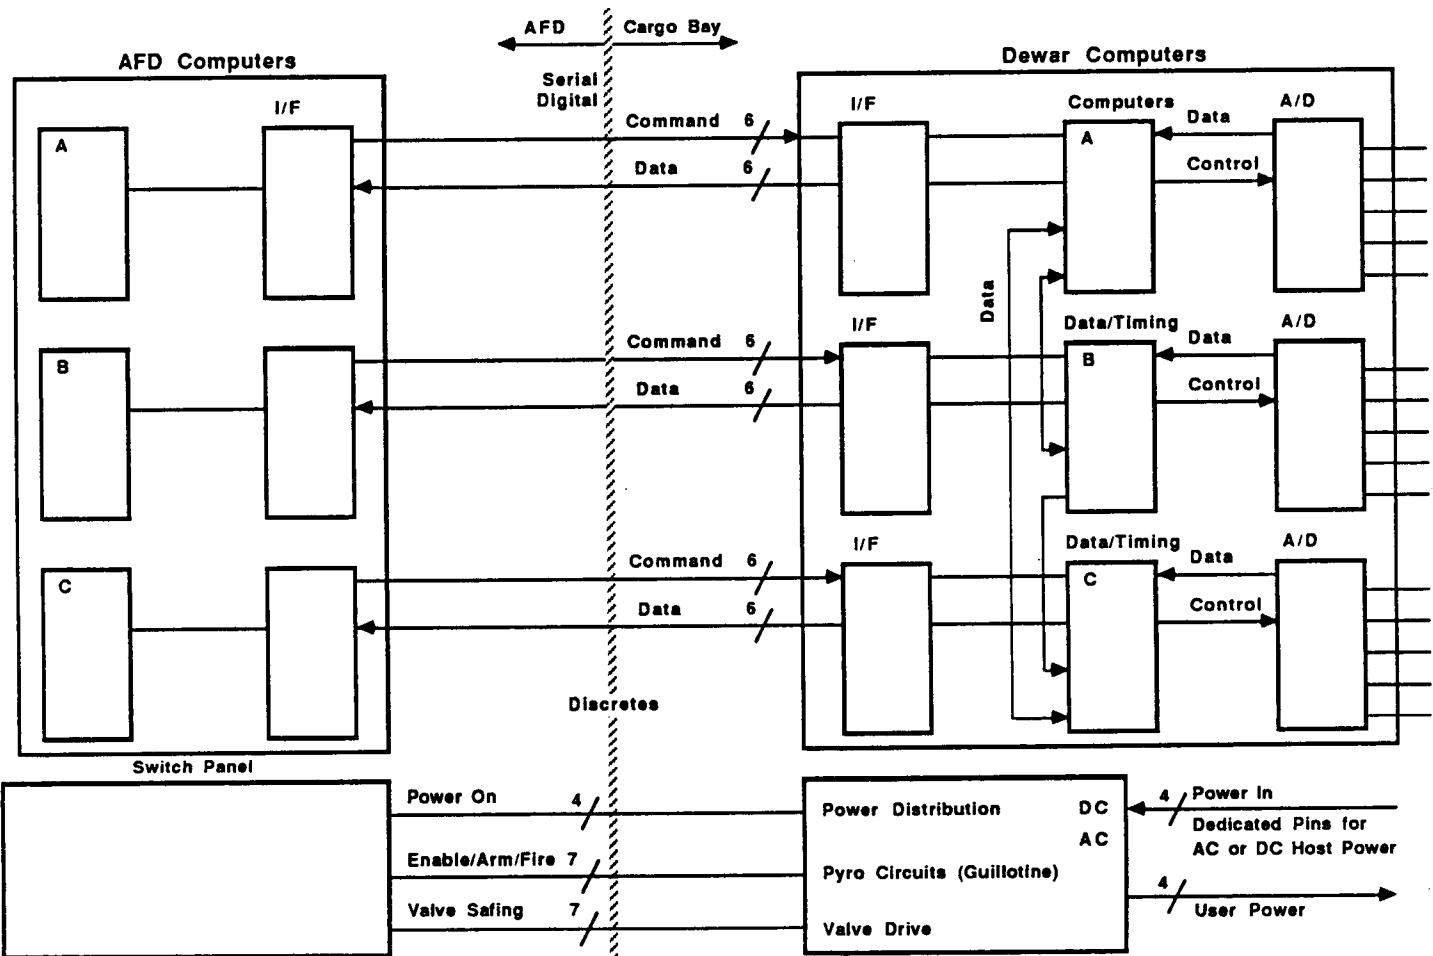 AFD
Cargo Bay
AFD Computers
Dewar Computers
Serial
Digital
I/F
I/F
Computers
A/D
A
Command 6
A
Data
Data 6
Control
Data
I/F
Data/Timing
A/D
B
Command 6
B
Data
Data 6
Control
I/F
Data/Timing
A/D
C
Command 6
C
Data
Data 6
Control
Discretes
Switch Panel
Power On 4
Power Distribution DC
AC
4 Power In
Dedicated Pins for
AC or DC Host Power
Enable/Arm/Fire 7
Pyro Circuits (Guillotine)
4
User Power
Valve Safing 7
Valve Drive